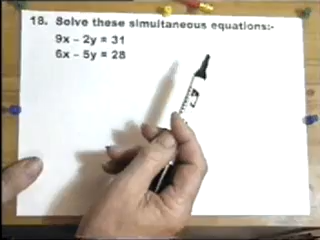 18. Solve these simultaneous equations:-
9x – 2y = 31
6x – 5y = 28